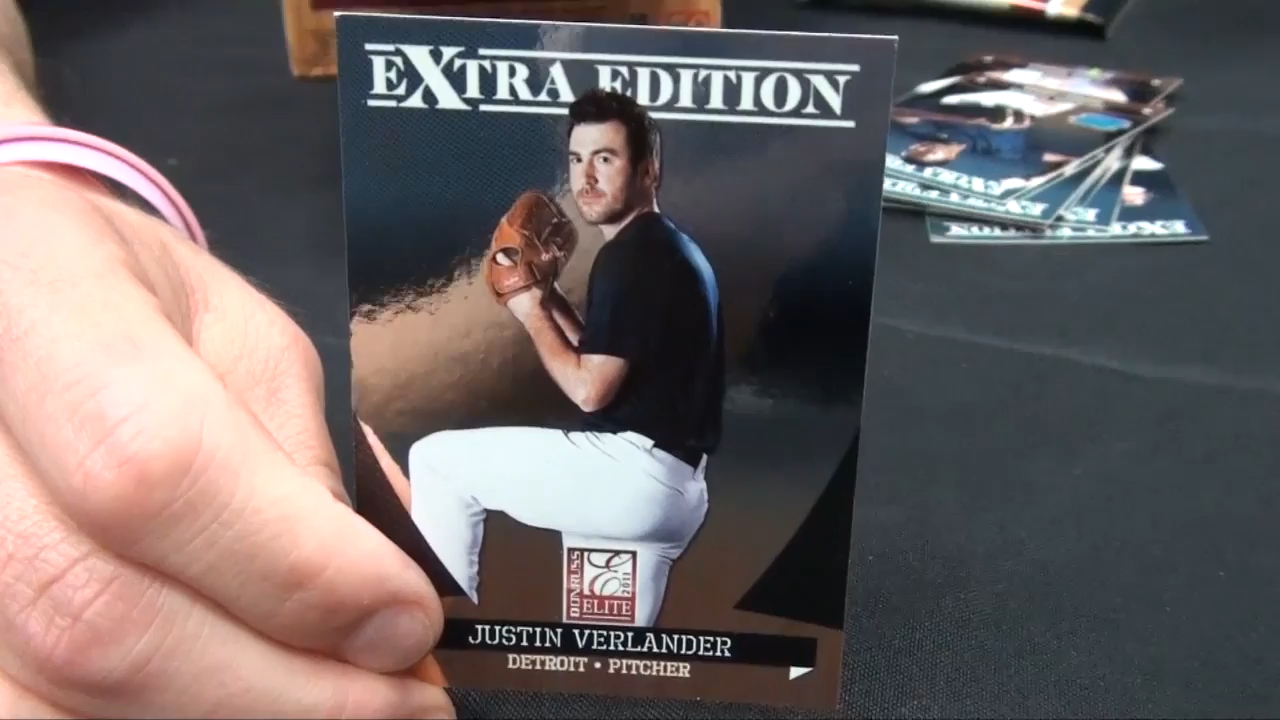 EXTRA EDITION
DONRUSS
2011
ELITE
JUSTIN VERLANDER
DETROIT • PITCHER